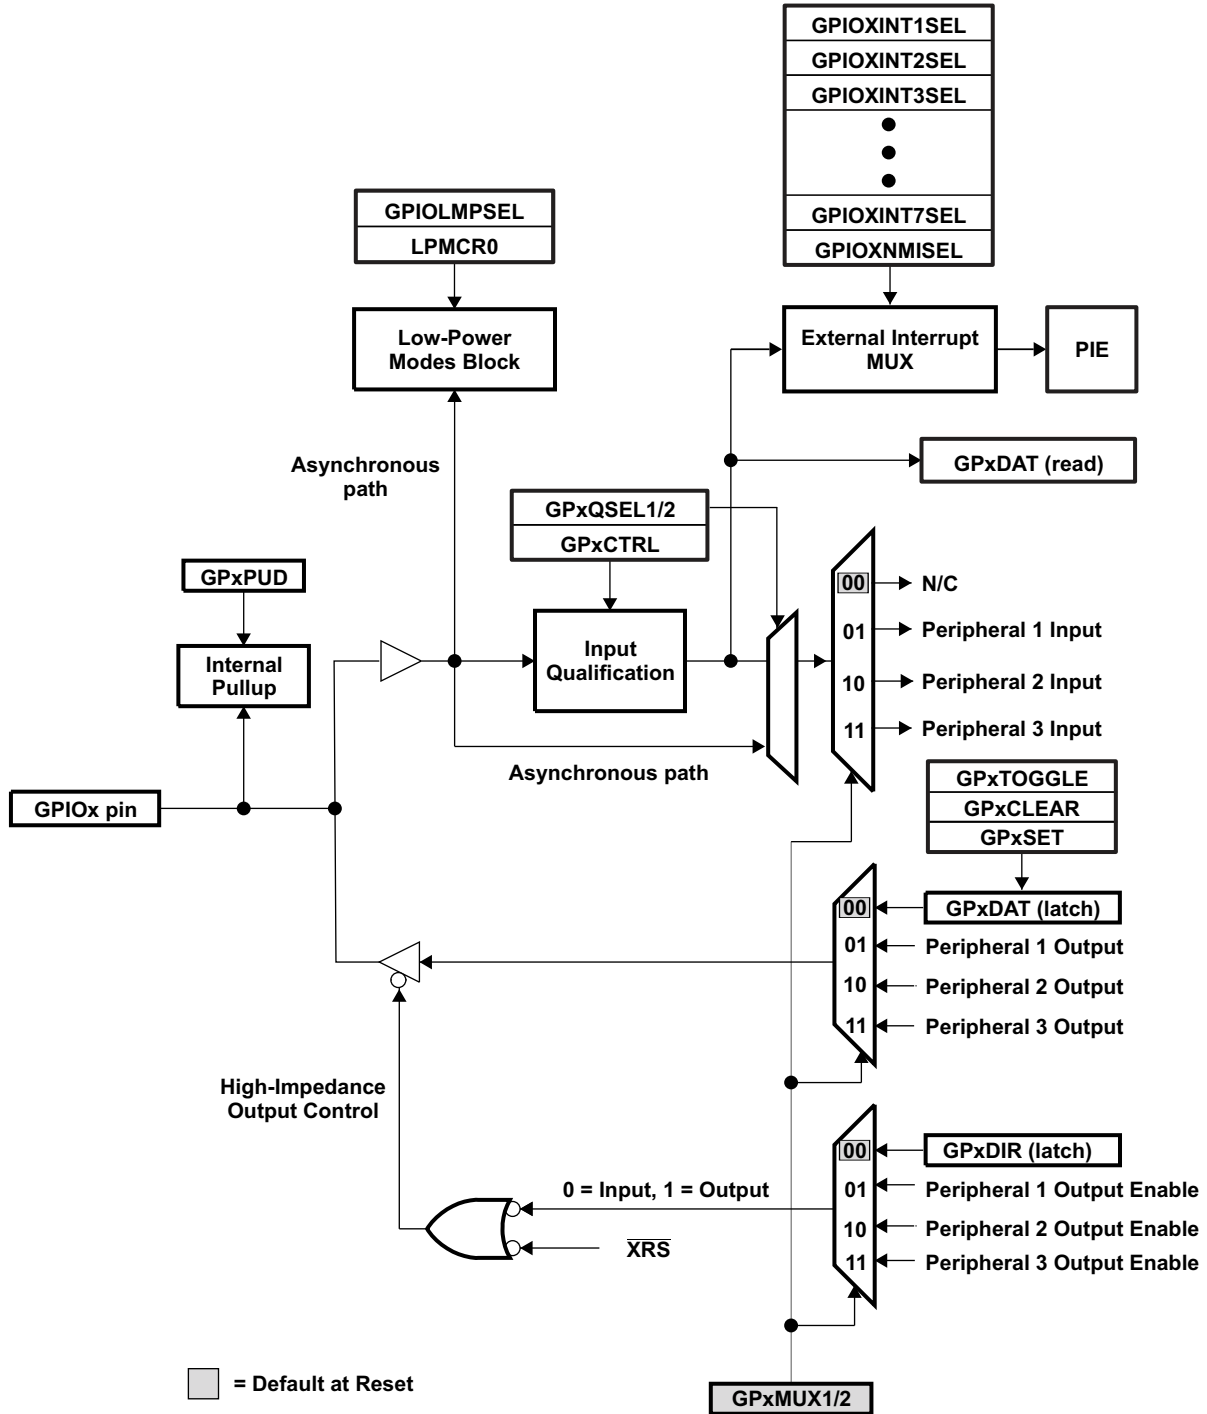 GPIOXINT1SEL
GPIOXINT2SEL
GPIOXINT3SEL
GPIOXINT7SEL
GPIOXNMISEL
GPIOLMPSEL
LPMCR0
Low-Power
Modes Block
External Interrupt
MUX
PIE
Asynchronous
path
GPxDAT (read)
GPxQSEL1/2
GPxCTRL
GPxPUD
Internal
Pullup
Input
Qualification
00
N/C
01
Peripheral 1 Input
10
Peripheral 2 Input
11
Peripheral 3 Input
Asynchronous path
GPIOx pin
GPxTOGGLE
GPxCLEAR
GPxSET
00
GPxDAT (latch)
01
Peripheral 1 Output
10
Peripheral 2 Output
11
Peripheral 3 Output
High-Impedance
Output Control
00
GPxDIR (latch)
0 = Input, 1 = Output
01
Peripheral 1 Output Enable
10
Peripheral 2 Output Enable
XRS
11
Peripheral 3 Output Enable
= Default at Reset
GPxMUX1/2